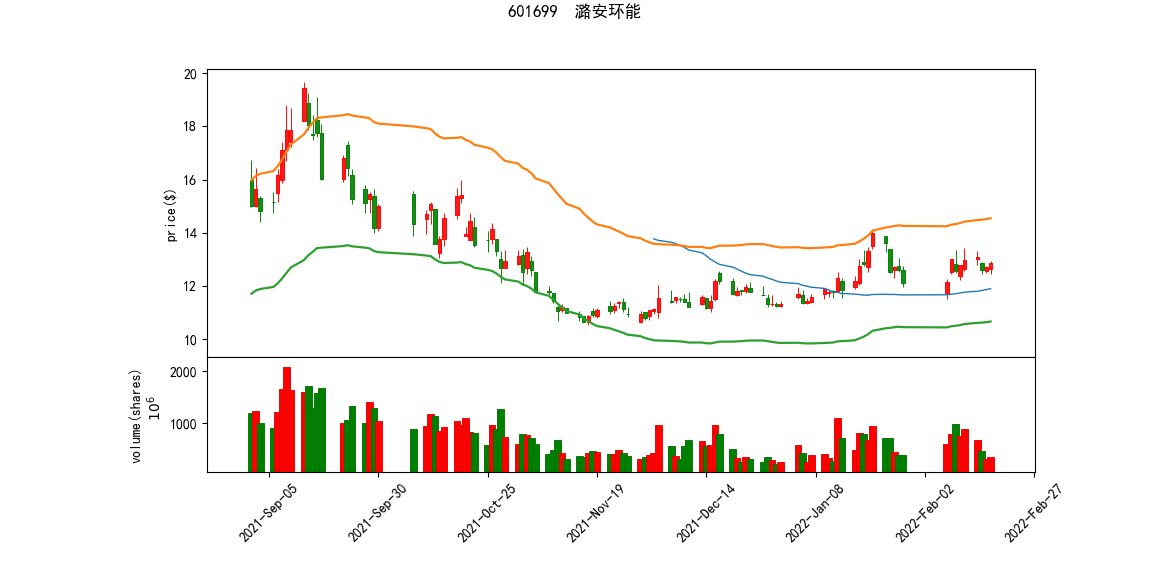 601699 潞安环能
20
18
16
14
12
10
price($)
2000
1000
volume(shares)
10^6
2021-Sep-05
2021-Sep-30
2021-Oct-25
2021-Nov-19
2021-Dec-14
2022-Jan-08
2022-Feb-02
2022-Feb-27